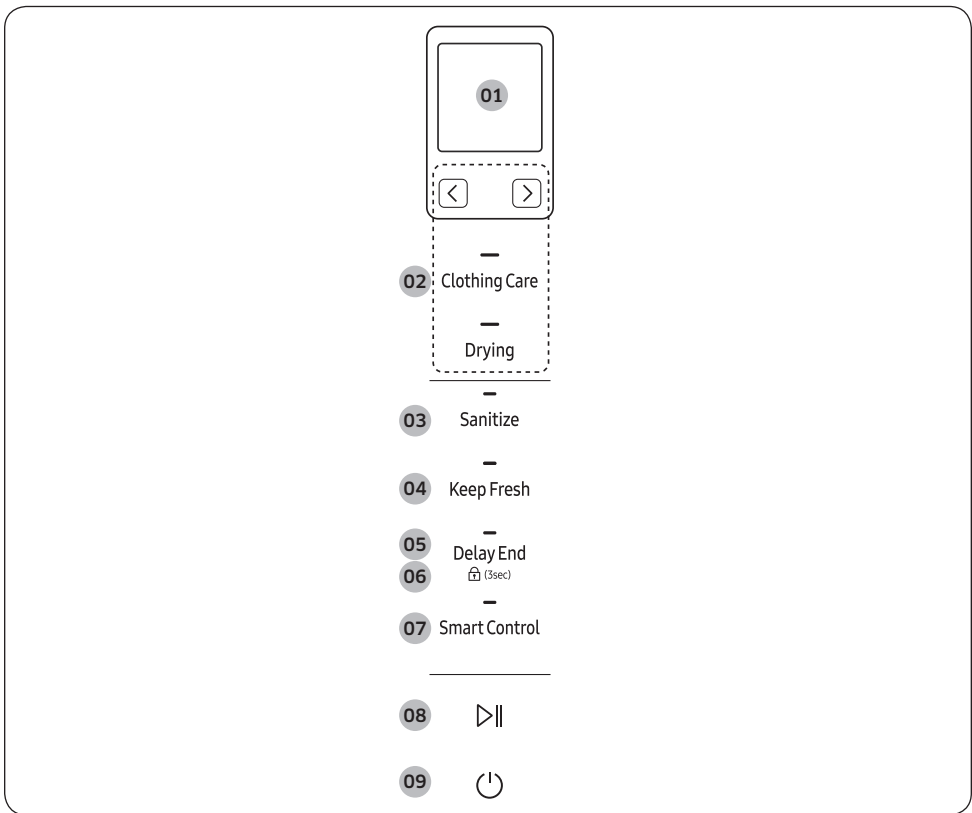 01
02 Clothing Care
Drying
03 Sanitize
04 Keep Fresh
05 Delay End
06 (3sec)
07 Smart Control
08
09